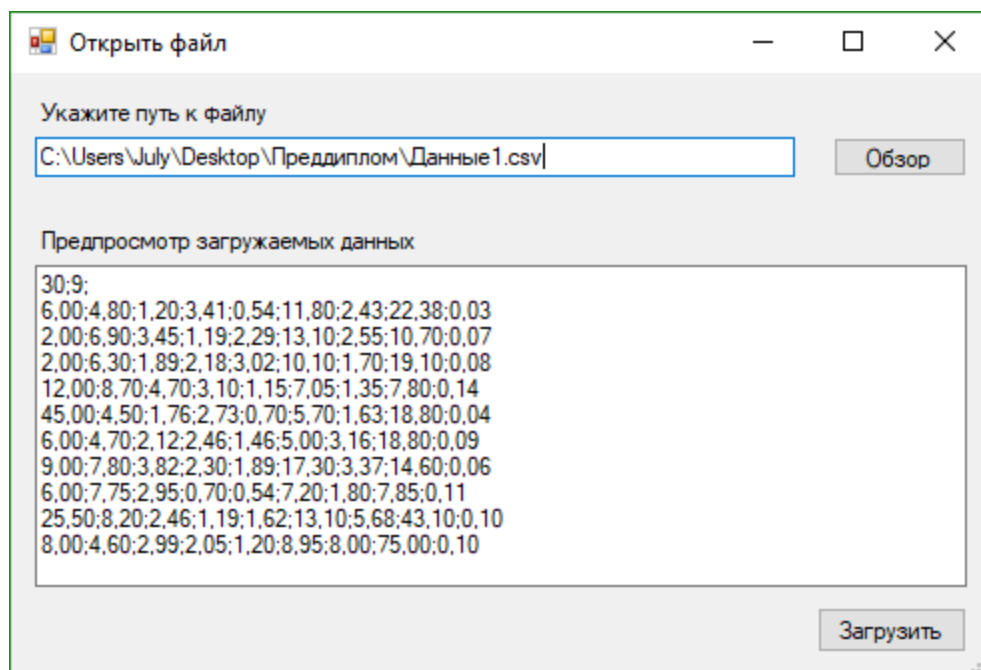 Открыть файл
Укажите путь к файлу
C:\Users\July\Desktop\Преддиплом\Данные1.csv
Обзор
Предпросмотр загружаемых данных
30;9;
6,00;4,80;1,20;3,41;0,54;11,80;2,43;22,38;0,03
2,00;6,90;3,45;1,19;2,29;13,10;2,55;10,70;0,07
2,00;6,30;1,89;2,18;3,02;10,10;1,70;19,10;0,08
12,00;8,70;4,70;3,10;1,15;7,05;1,35;7,80;0,14
45,00;4,50;1,76;2,73;0,70;5,70;1,63;18,80;0,04
6,00;4,70;2,12;2,46;1,46;5,00;3,16;18,80;0,09
9,00;7,80;3,82;2,30;1,89;17,30;3,37;14,60;0,06
6,00;7,75;2,95;0,70;0,54;7,20;1,80;7,85;0,11
25,50;8,20;2,46;1,19;1,62;13,10;5,68;43,10;0,10
8,00;4,60;2,99;2,05;1,20;8,95;8,00;75,00;0,10
Загрузить